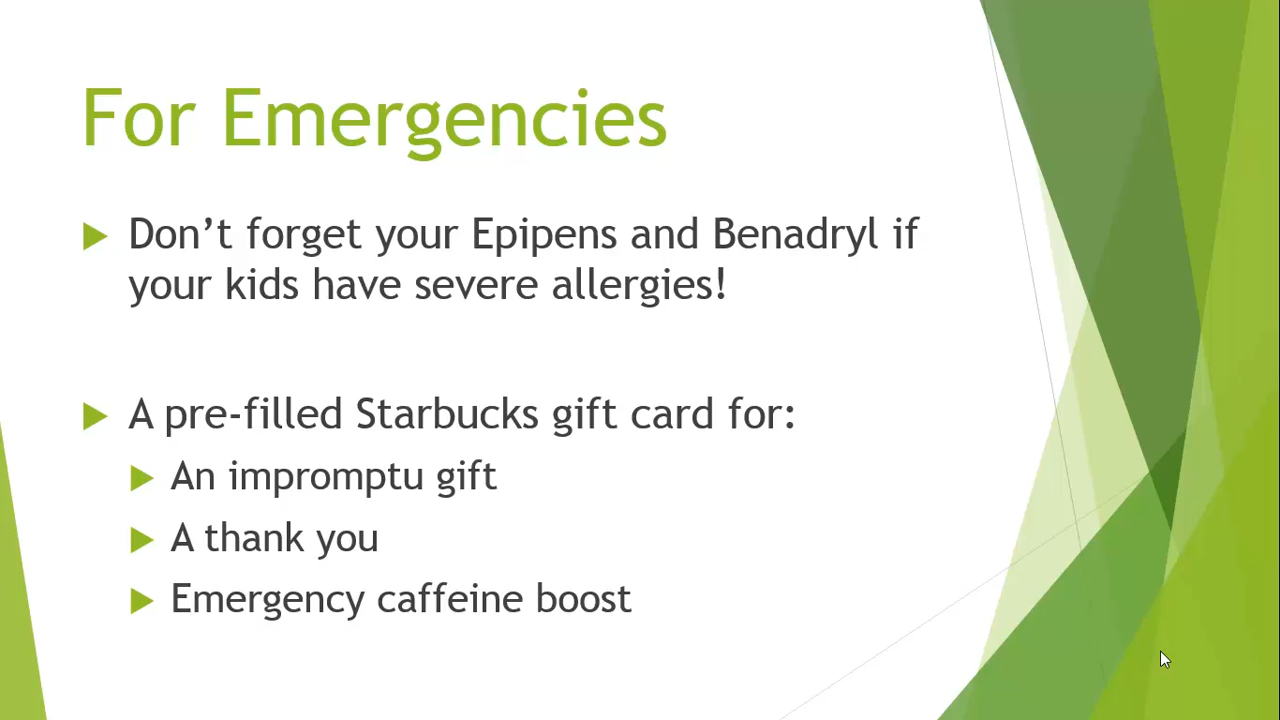 For Emergencies
Don’t forget your Epipens and Benadryl if
your kids have severe allergies!
A pre-filled Starbucks gift card for:
An impromptu gift
A thank you
Emergency caffeine boost